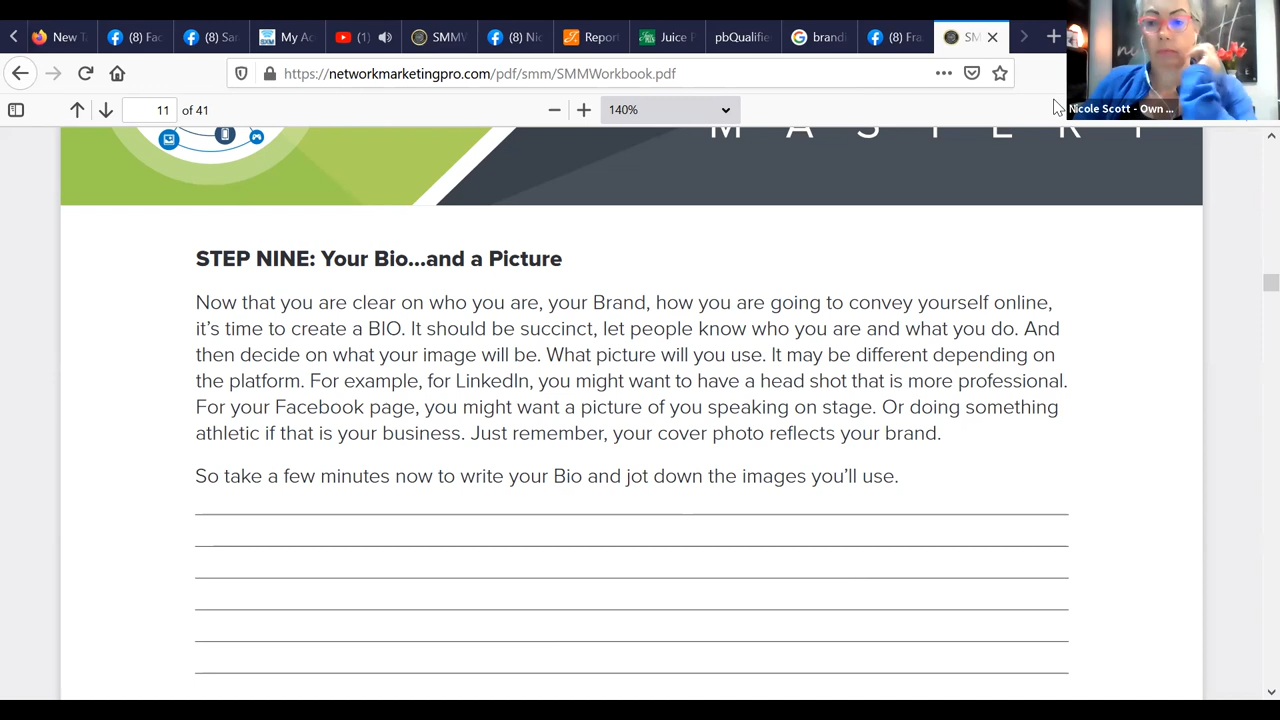 New T
(8) Fac
(8) Sar
My Ac
(1)
SMMW
(8) Nic
Report
Juice P
pbQualifie
brandi
(8) Fra
SM
https://networkmarketingpro.com/pdf/smm/SMMWorkbook.pdf
11 of 41
140%
Nicole Scott - Own ...
MASTERY
STEP NINE: Your Bio...and a Picture
Now that you are clear on who you are, your Brand, how you are going to convey yourself online,
it’s time to create a BIO. It should be succinct, let people know who you are and what you do. And
then decide on what your image will be. What picture will you use. It may be different depending on
the platform. For example, for LinkedIn, you might want to have a head shot that is more professional.
For your Facebook page, you might want a picture of you speaking on stage. Or doing something
athletic if that is your business. Just remember, your cover photo reflects your brand.
So take a few minutes now to write your Bio and jot down the images you’ll use.